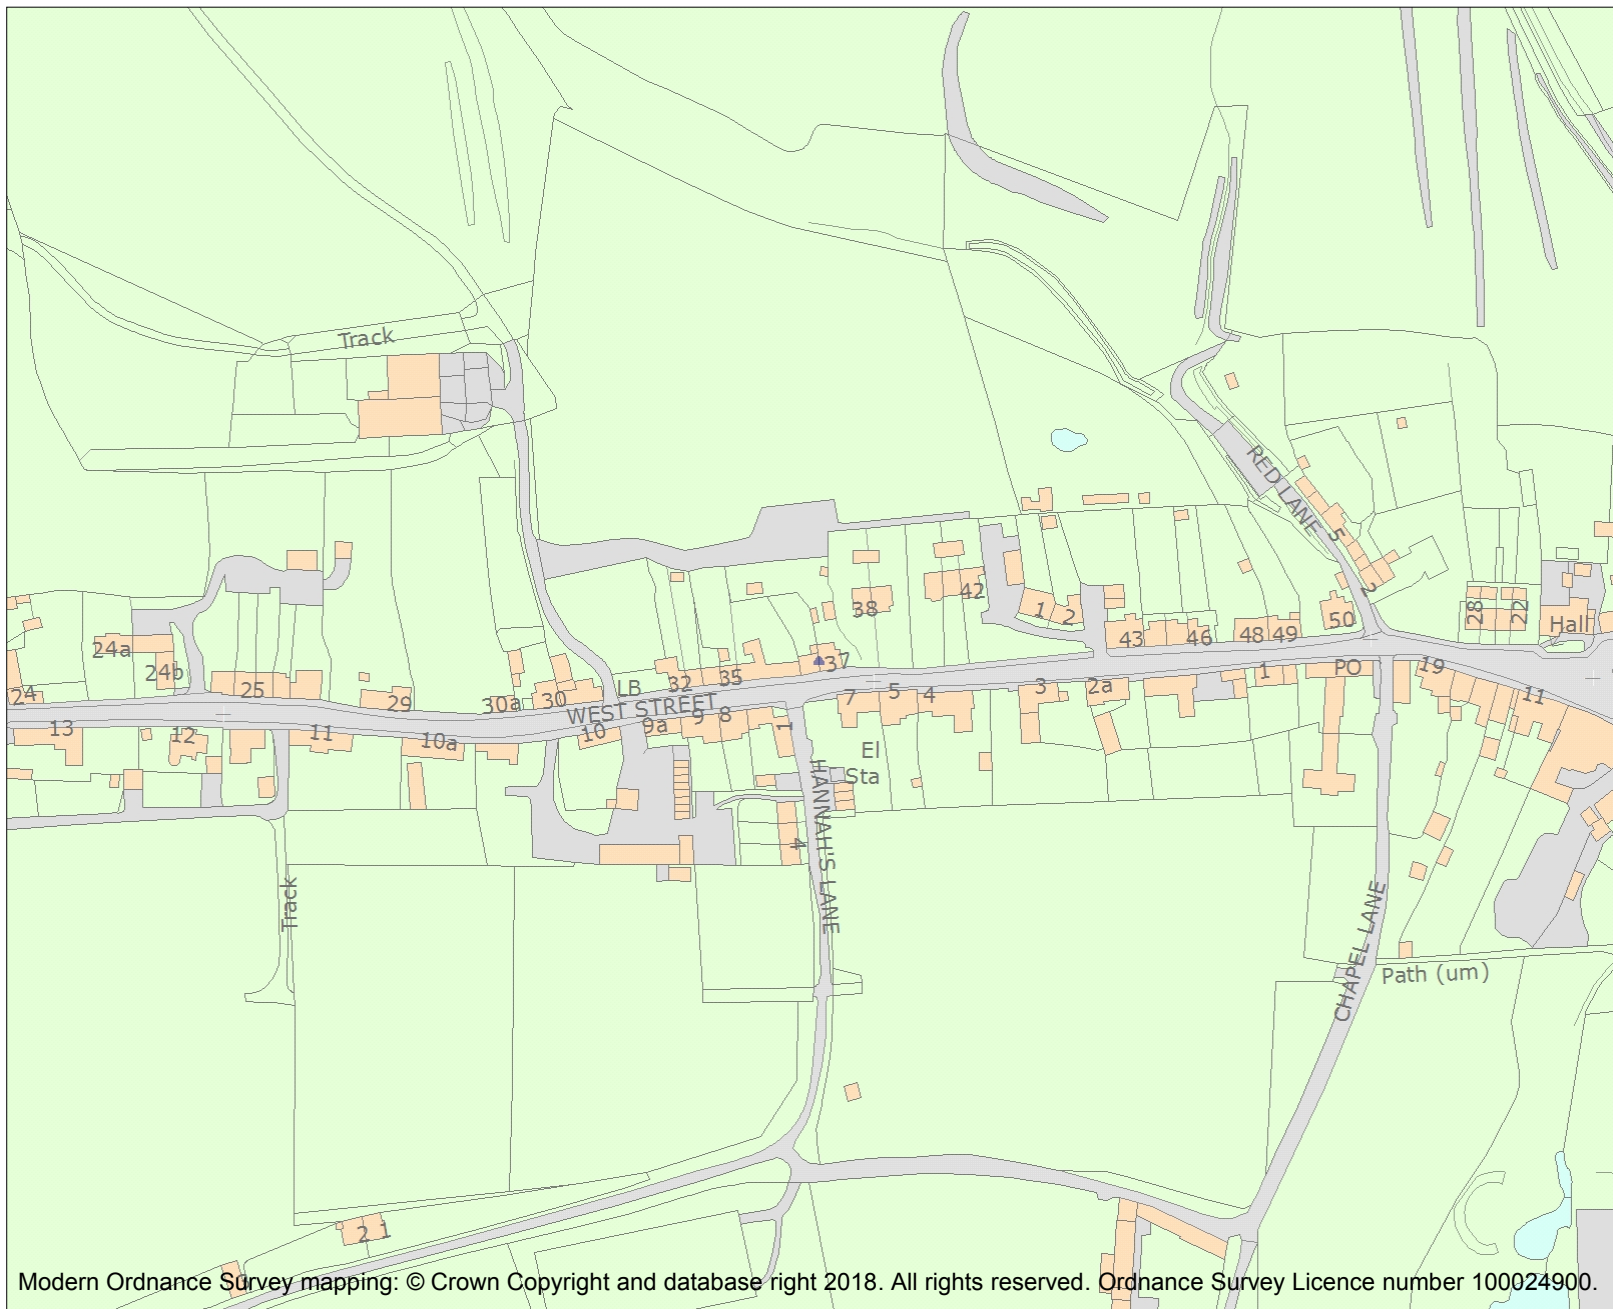 Track
RED LANE
5
2
38
42
1
2
43
46
48
49
50
28
22
Hall
24a
24b
24
25
29
30a
30
LB
32
35
37
WEST STREET
13
12
11
10a
10
9a
9
8
1
7
5
4
3
2a
1
PO
19
11
El
Sta
HANNAH'S LANE
4
Track
CHAPEL LANE
Path (um)
2
1
Modern Ordnance Survey mapping: © Crown Copyright and database right 2018. All rights reserved. Ordnance Survey Licence number 100024900.